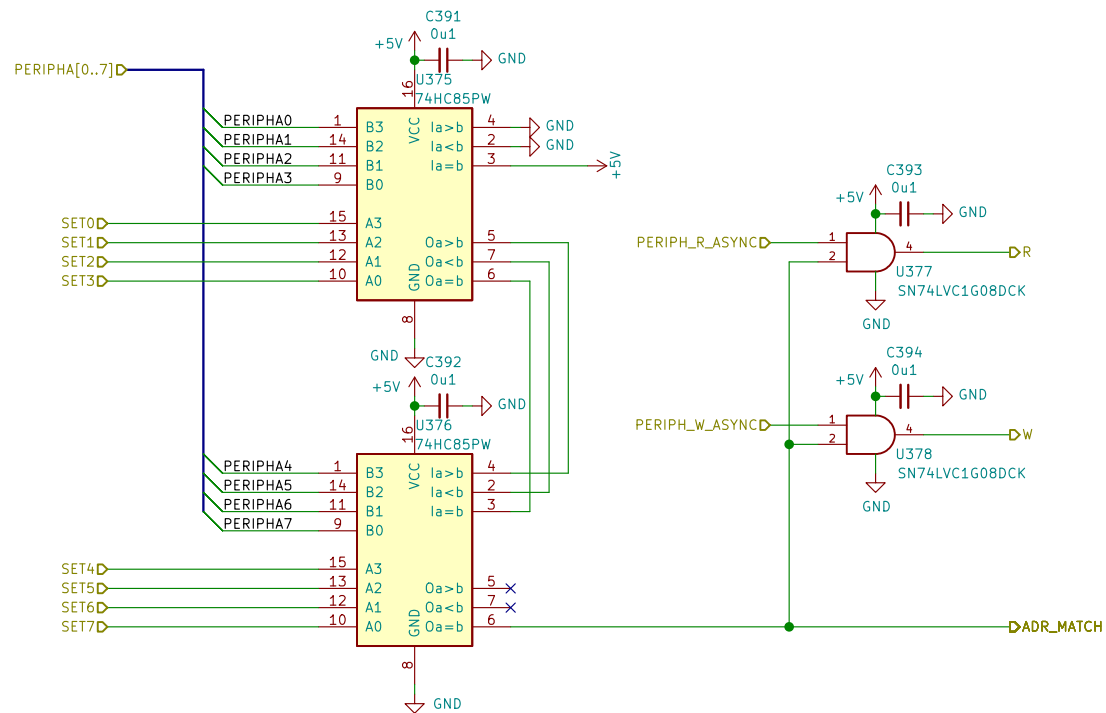 C391
0u1
+5V
GND
PERIPHA[0..7]
U375
74HC85PW
16
VCC
PERIPHA0 1 B3 Ia>b 4 GND
PERIPHA1 14 B2 Ia<b 2 GND
PERIPHA2 11 B1 Ia=b 3 +5V
PERIPHA3 9 B0
SET0 15 A3
SET1 13 A2 Oa>b 5
SET2 12 A1 Oa<b 7
SET3 10 A0 Oa=b 6
GND
8
GND
C392
0u1
+5V
GND
U376
74HC85PW
16
VCC
PERIPHA4 1 B3 Ia>b 4
PERIPHA5 14 B2 Ia<b 2
PERIPHA6 11 B1 Ia=b 3
PERIPHA7 9 B0
SET4 15 A3
SET5 13 A2 Oa>b 5
SET6 12 A1 Oa<b 7
SET7 10 A0 Oa=b 6
GND
8
GND
C393
0u1
+5V
GND
PERIPH_R_ASYNC 1 4 R
2
U377
SN74LVC1G08DCK
GND
C394
0u1
+5V
GND
PERIPH_W_ASYNC 1 4 W
2
U378
SN74LVC1G08DCK
GND
ADR_MATCH